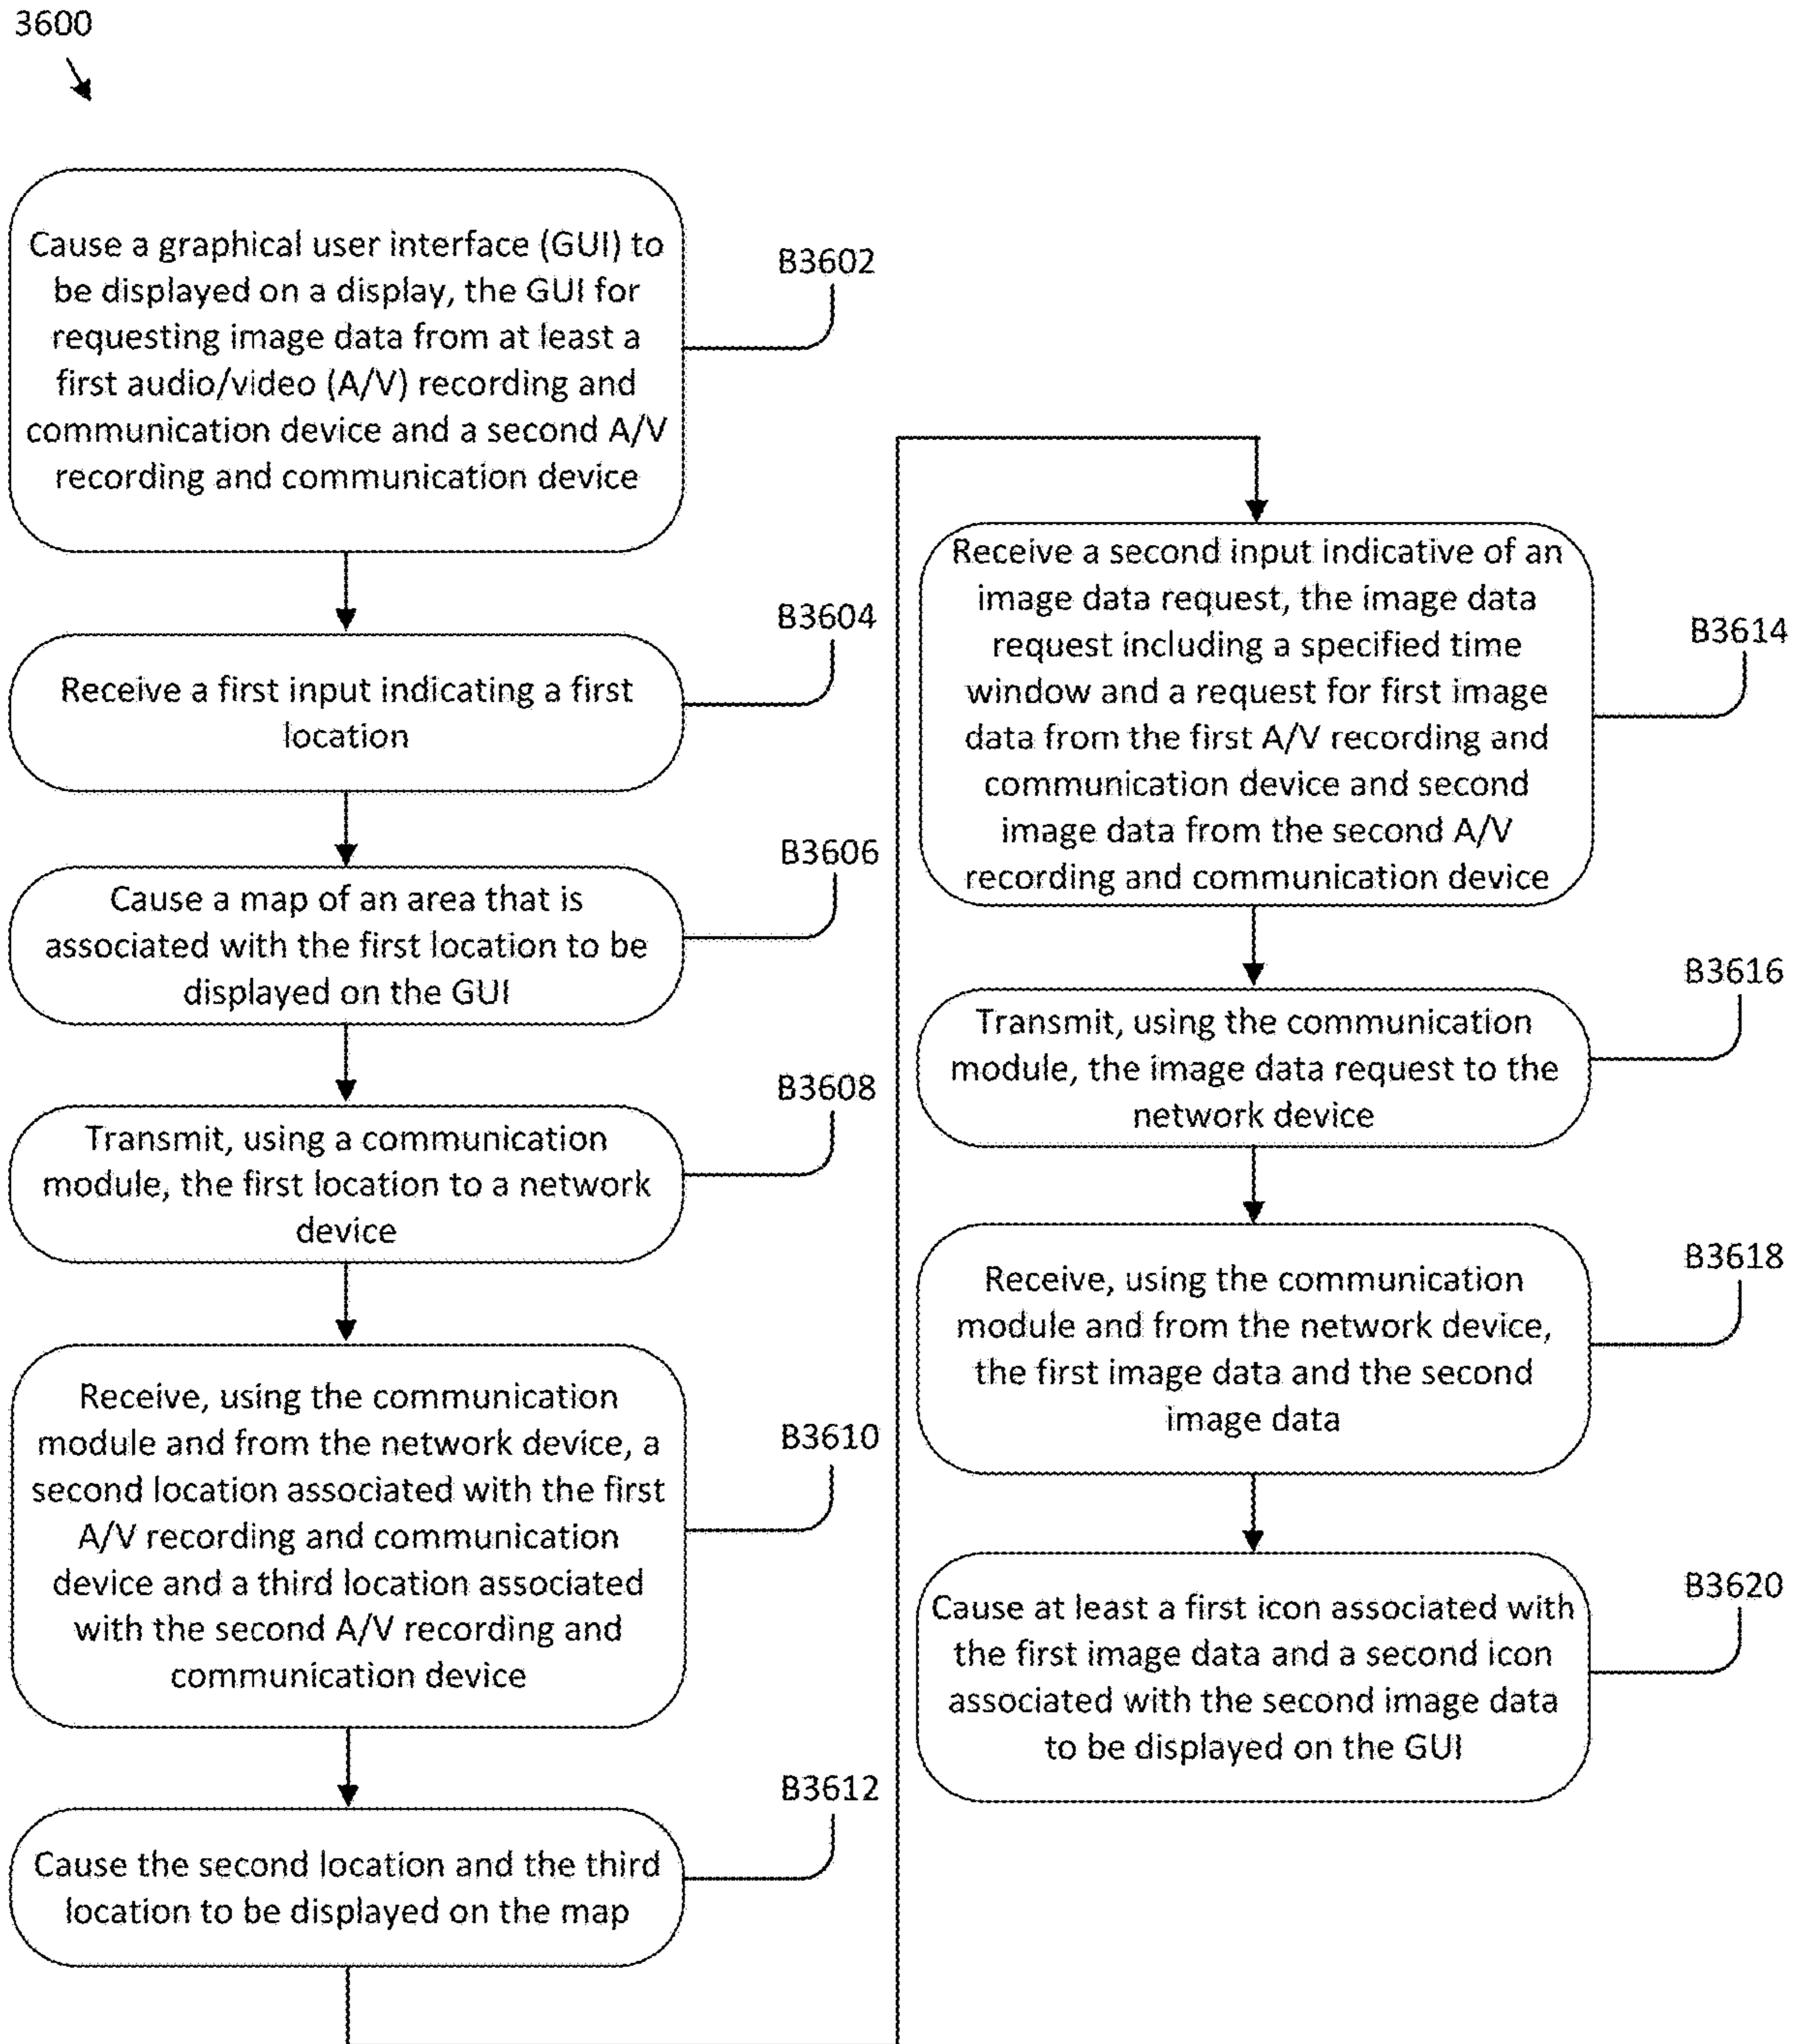 3600
Cause a graphical user interface (GUI) to
be displayed on a display, the GUI for
requesting image data from at least a
first audio/video (A/V) recording and
communication device and a second A/V
recording and communication device
B3602
Receive a first input indicating a first
location
B3604
Cause a map of an area that is
associated with the first location to be
displayed on the GUI
B3606
Transmit, using a communication
module, the first location to a network
device
B3608
Receive, using the communication
module and from the network device, a
second location associated with the first
A/V recording and communication
device and a third location associated
with the second A/V recording and
communication device
B3610
Cause the second location and the third
location to be displayed on the map
B3612
Receive a second input indicative of an
image data request, the image data
request including a specified time
window and a request for first image
data from the first A/V recording and
communication device and second
image data from the second A/V
recording and communication device
B3614
Transmit, using the communication
module, the image data request to the
network device
B3616
Receive, using the communication
module and from the network device,
the first image data and the second
image data
B3618
Cause at least a first icon associated with
the first image data and a second icon
associated with the second image data
to be displayed on the GUI
B3620